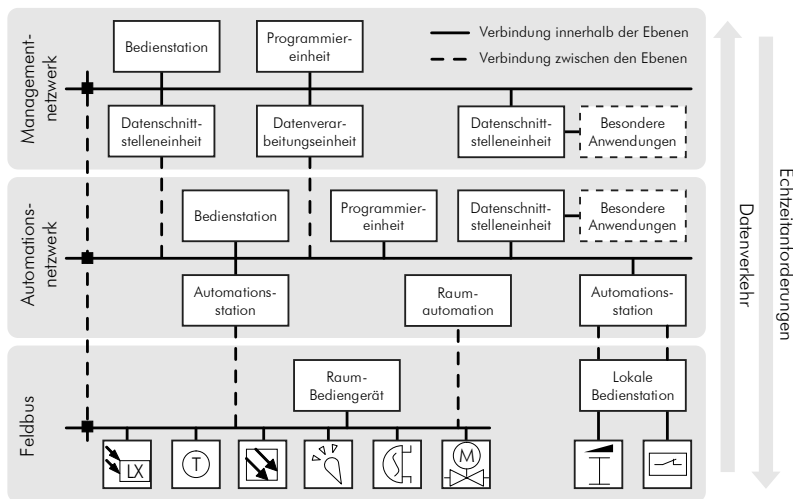 Management-
netzwerk
Bedienstation
Programmier-
einheit
Verbindung innerhalb der Ebenen
Verbindung zwischen den Ebenen
Datenschnitt-
stelleneinheit
Datenverar-
beitungseinheit
Datenschnitt-
stelleneinheit
Besondere
Anwendungen
Automations-
netzwerk
Bedienstation
Programmier-
einheit
Datenschnitt-
stelleneinheit
Besondere
Anwendungen
Automations-
station
Raum-
automation
Automations-
station
Feldbus
Raum-
Bediengerät
Lokale
Bedienstation
LX
T
M
Datenverkehr
Echtzeitanforderungen